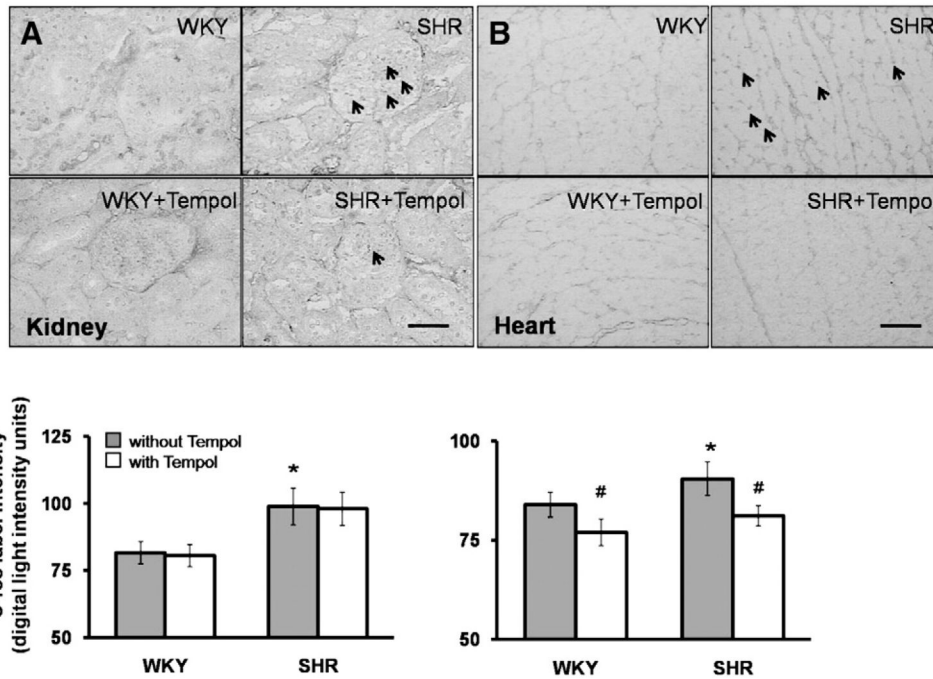 A
WKY
SHR
B
WKY
SHR
WKY+Tempol
SHR+Tempol
WKY+Tempol
SHR+Tempo
Kidney
Heart
(digital light intensity units)
125
100
75
50
without Tempol
with Tempol
*
WKY
SHR
100
75
50
#
*
#
WKY
SHR